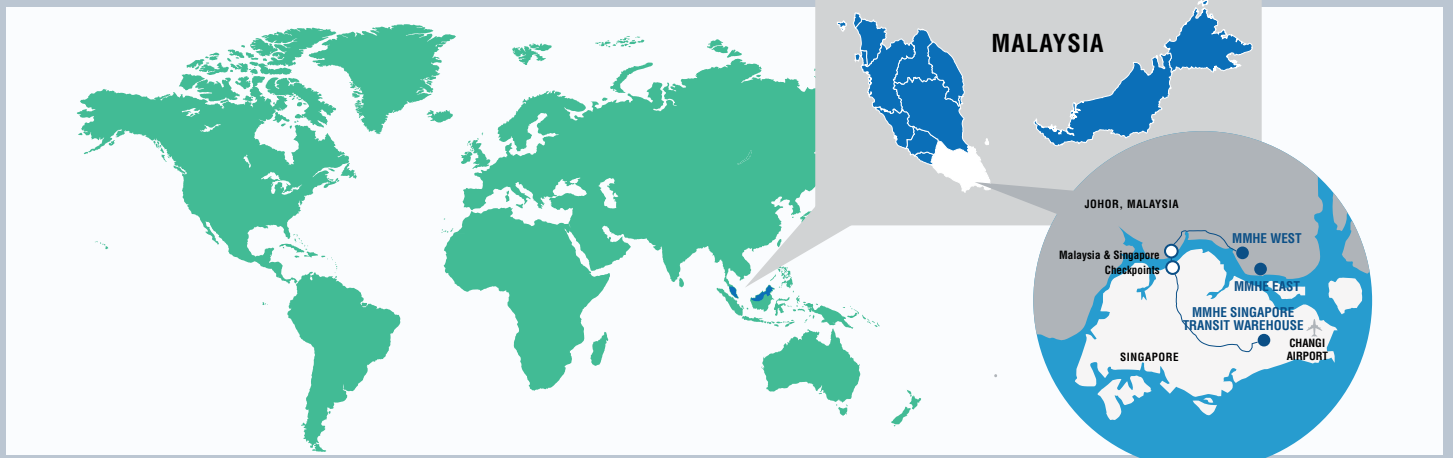 MALAYSIA
JOHOR, MALAYSIA
MMHE WEST
Malaysia & Singapore
Checkpoints
MMHE EAST
MMHE SINGAPORE
TRANSIT WAREHOUSE
CHANGI
AIRPORT
SINGAPORE